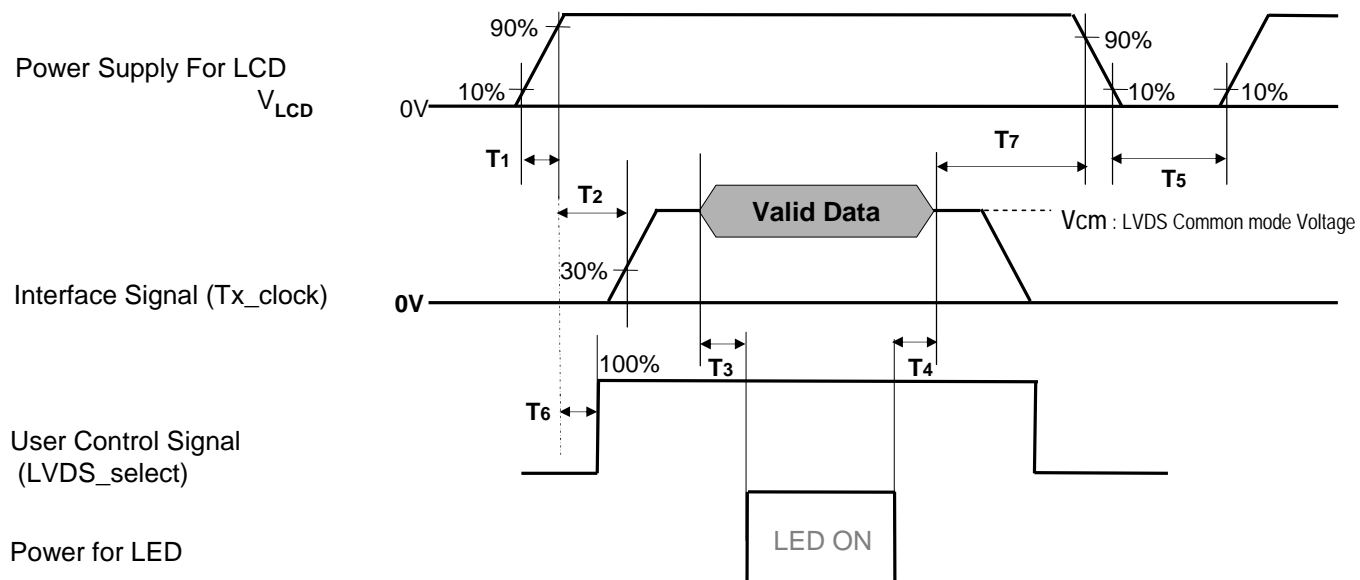 90%
90%
Power Supply For LCD
VLCD
10%
10%
10%
0V
T1
T7
T2
T5
Valid Data
Vcm : LVDS Common mode Voltage
30%
Interface Signal (Tx_clock)
0V
100%
T3
T4
T6
User Control Signal
(LVDS_select)
Power for LED
LED ON